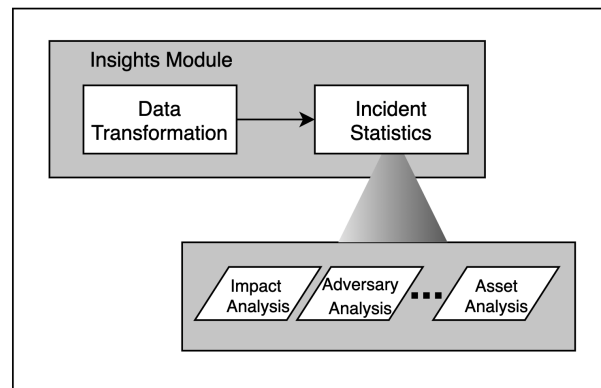 Insights Module
Data
Transformation
Incident
Statistics
Impact
Analysis
Adversary
Analysis
Asset
Analysis